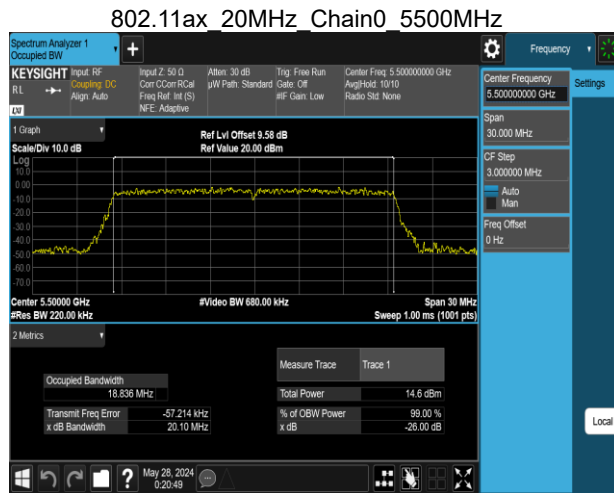 802.11ax_20MHz_Chain0_5500MHz
Spectrum Analyzer 1
Occupied BW
Frequency
KEYSIGHT
RL
Input: RF
Coupling: DC
Align: Auto
Input Z: 50 Ω
Corr CCorr RCal
Freq Ref: Int (S)
NFE: Adaptive
Atten: 30 dB
µW Path: Standard
Trig: Free Run
Gate: Off
#IF Gain: Low
Center Freq: 5.500000000 GHz
Avg|Hold: 10/10
Radio Std: None
Center Frequency
5.500000000 GHz
Settings
Span
30.000 MHz
CF Step
3.000000 MHz
Auto
Man
Freq Offset
0 Hz
Local
1 Graph
Scale/Div 10.0 dB
Ref Lvl Offset 9.58 dB
Ref Value 20.00 dBm
Log
10.0
0.00
-10.0
-20.0
-30.0
-40.0
-50.0
-60.0
-70.0
Center 5.50000 GHz
#Video BW 680.00 kHz
Span 30 MHz
#Res BW 220.00 kHz
Sweep 1.00 ms (1001 pts)
2 Metrics
Measure Trace Trace 1
Occupied Bandwidth
18.836 MHz
Total Power 14.6 dBm
Transmit Freq Error -57.214 kHz
% of OBW Power 99.00 %
x dB Bandwidth 20.10 MHz
x dB -26.00 dB
?
May 28, 2024
0:20:49